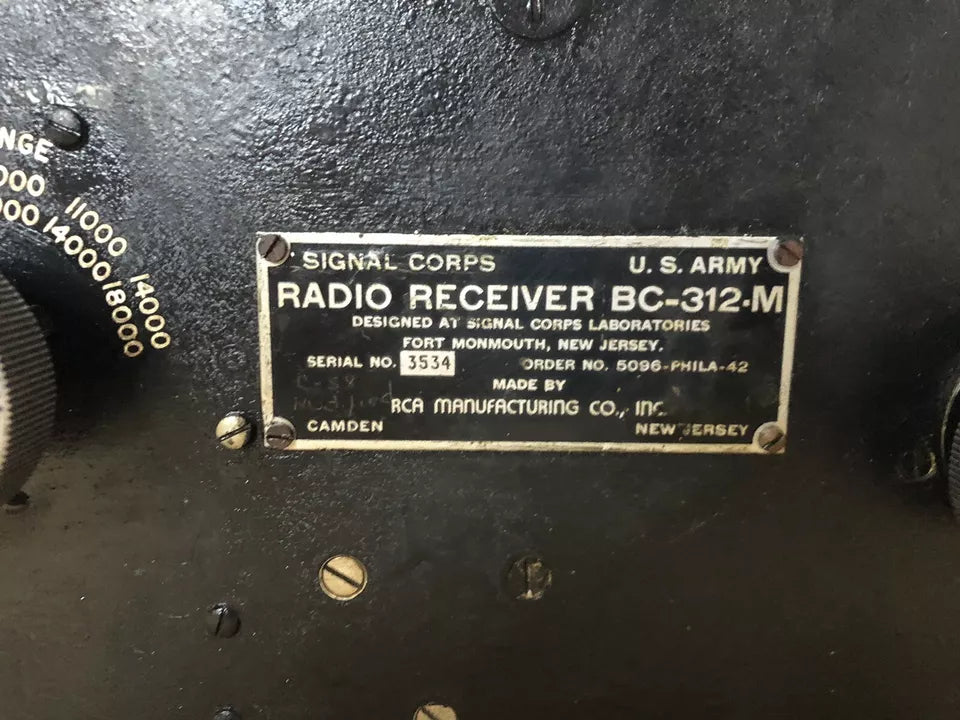 NGE
000
000 14000 18000
11000 14000
SIGNAL CORPS U. S. ARMY
RADIO RECEIVER BC-312-M
DESIGNED AT SIGNAL CORPS LABORATORIES
FORT MONMOUTH, NEW JERSEY.
SERIAL NO. 3534 ORDER NO. 5096-PHILA-42
MADE BY
RCA MANUFACTURING CO., INC.
CAMDEN NEW JERSEY